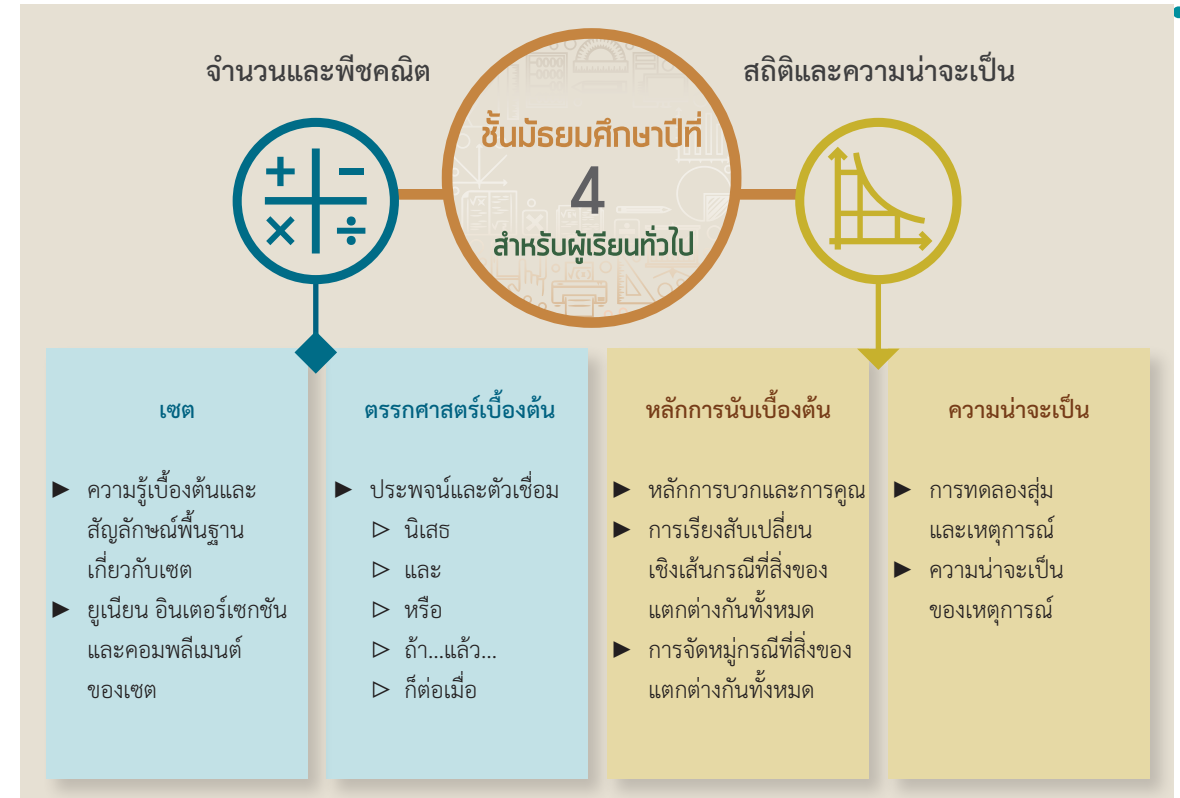 จำนวนและพีชคณิต
ชั้นมัธยมศึกษาปีที่
4
สำหรับผู้เรียนทั่วไป
สถิติและความน่าจะเป็น
เซต
► ความรู้เบื้องต้นและ
สัญลักษณ์พื้นฐาน
เกี่ยวกับเซต
► ยูเนียน อินเตอร์เซกชัน
และคอมพลีเมนต์
ของเซต
ตรรกศาสตร์เบื้องต้น
► ประพจน์และตัวเชื่อม
▷ นิเสธ
▷ และ
▷ หรือ
▷ ถ้า...แล้ว...
▷ ก็ต่อเมื่อ
หลักการนับเบื้องต้น
► หลักการบวกและการคูณ
► การเรียงสับเปลี่ยน
เชิงเส้นกรณีที่สิ่งของ
แตกต่างกันทั้งหมด
► การจัดหมู่กรณีที่สิ่งของ
แตกต่างกันทั้งหมด
ความน่าจะเป็น
► การทดลองสุ่ม
และเหตุการณ์
► ความน่าจะเป็น
ของเหตุการณ์